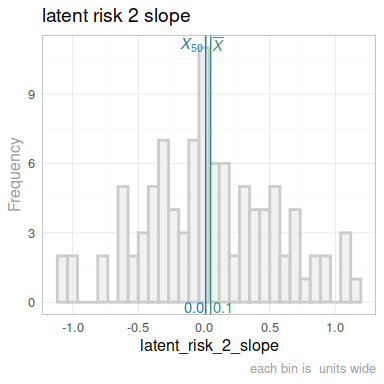 latent risk 2 slope
X50 X
9
6
3
0
Frequency
0.0 0.1
-1.0 -0.5 0.0 0.5 1.0
latent_risk_2_slope
each bin is units wide